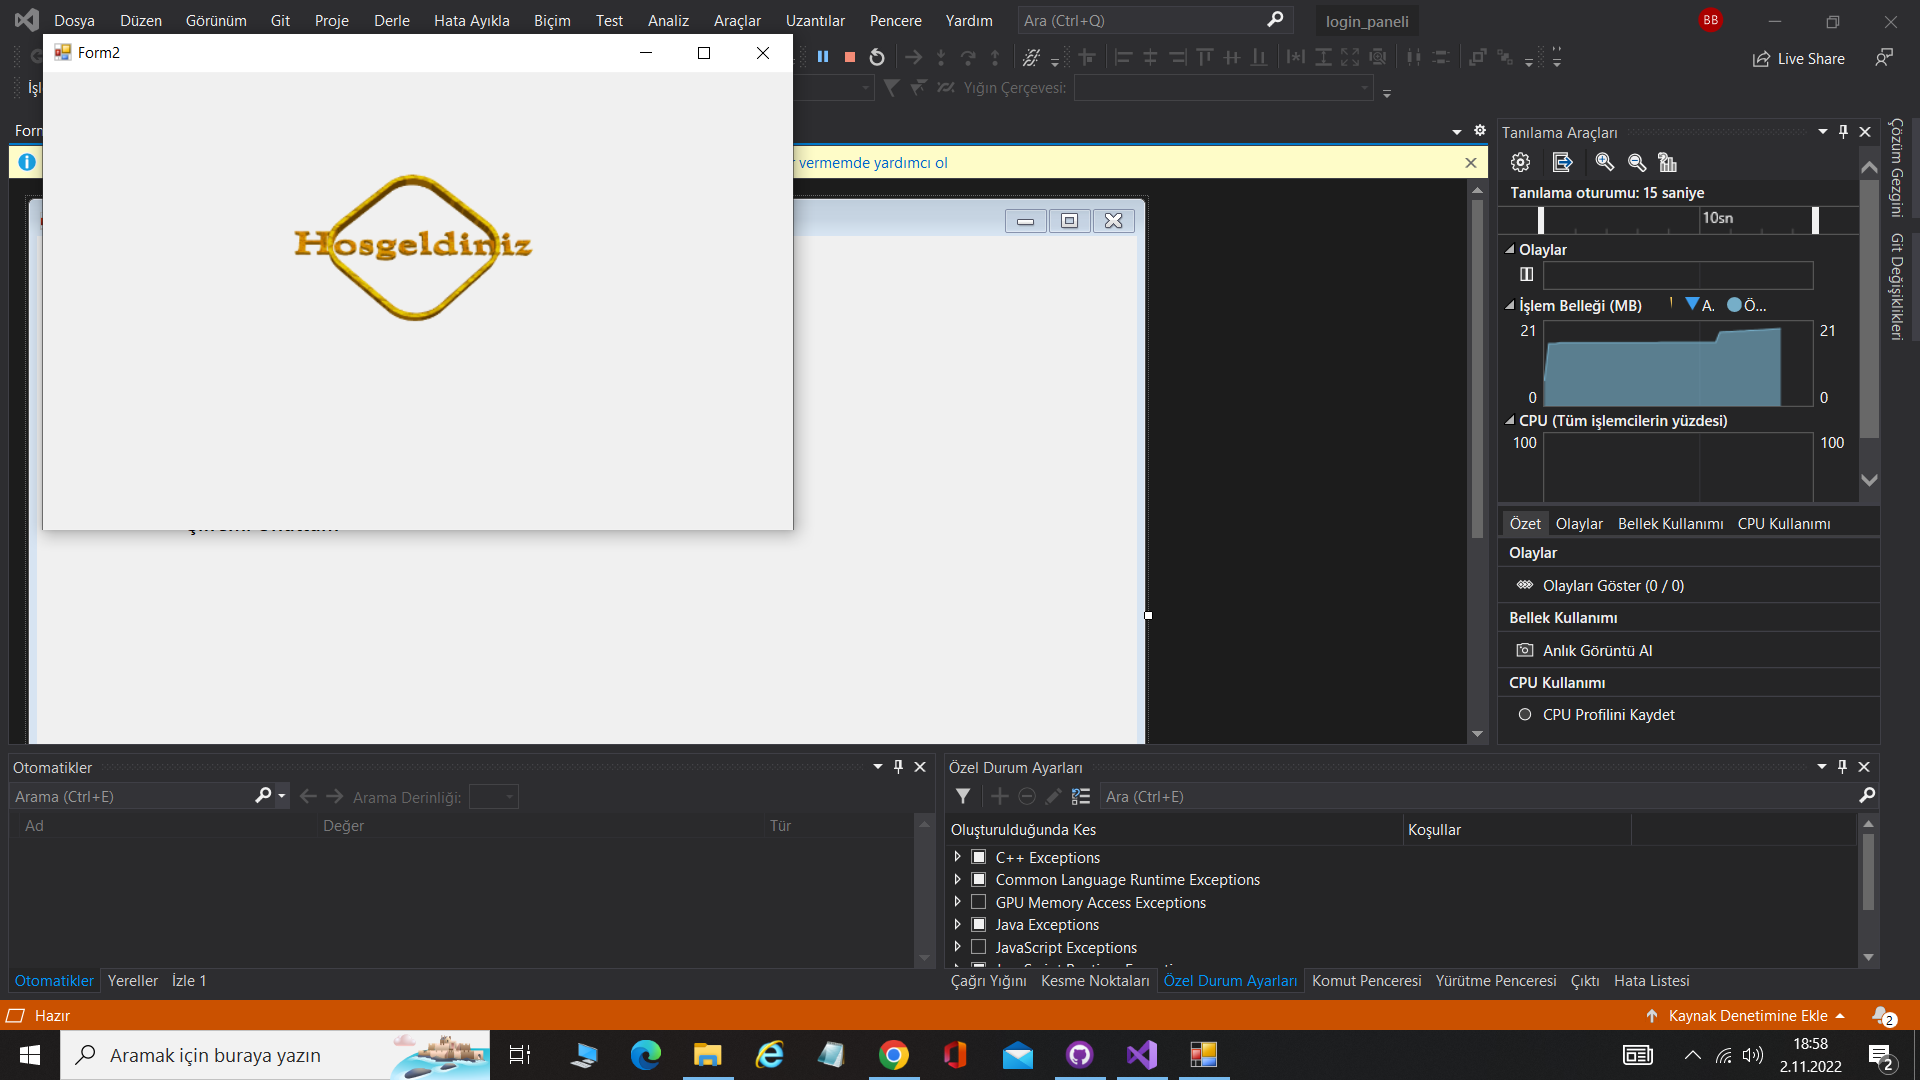 Dosya Düzen Görünüm Git Proje Derle Hata Ayıkla Biçim Test Analiz Araçlar Uzantılar Pencere Yardım Ara (Ctrl+Q) login_paneli BB
Form2
Live Share
Yığın Çerçevesi:
vermemde yardımcı ol
Hosgeldiniz
Tanılama Araçları
Tanılama oturumu: 15 saniye
10sn
Olaylar
İşlem Belleği (MB) A. Ö...
21 21
0 0
CPU (Tüm işlemcilerin yüzdesi)
100 100
Özet Olaylar Bellek Kullanımı CPU Kullanımı
Olaylar
Olayları Göster (0 / 0)
Bellek Kullanımı
Anlık Görüntü Al
CPU Kullanımı
CPU Profilini Kaydet
Çözüm Gezgini
Git Değişiklikleri
Otomatikler
Arama (Ctrl+E) Arama Derinliği:
Ad Değer Tür
Otomatikler Yereller İzle 1
Özel Durum Ayarları
Ara (Ctrl+E)
Oluşturulduğunda Kes Koşullar
C++ Exceptions
Common Language Runtime Exceptions
GPU Memory Access Exceptions
Java Exceptions
JavaScript Exceptions
Çağrı Yığını Kesme Noktaları Özel Durum Ayarları Komut Penceresi Yürütme Penceresi Çıktı Hata Listesi
Hazır
Kaynak Denetimine Ekle 2
Aramak için buraya yazın
18:58
2.11.2022
2